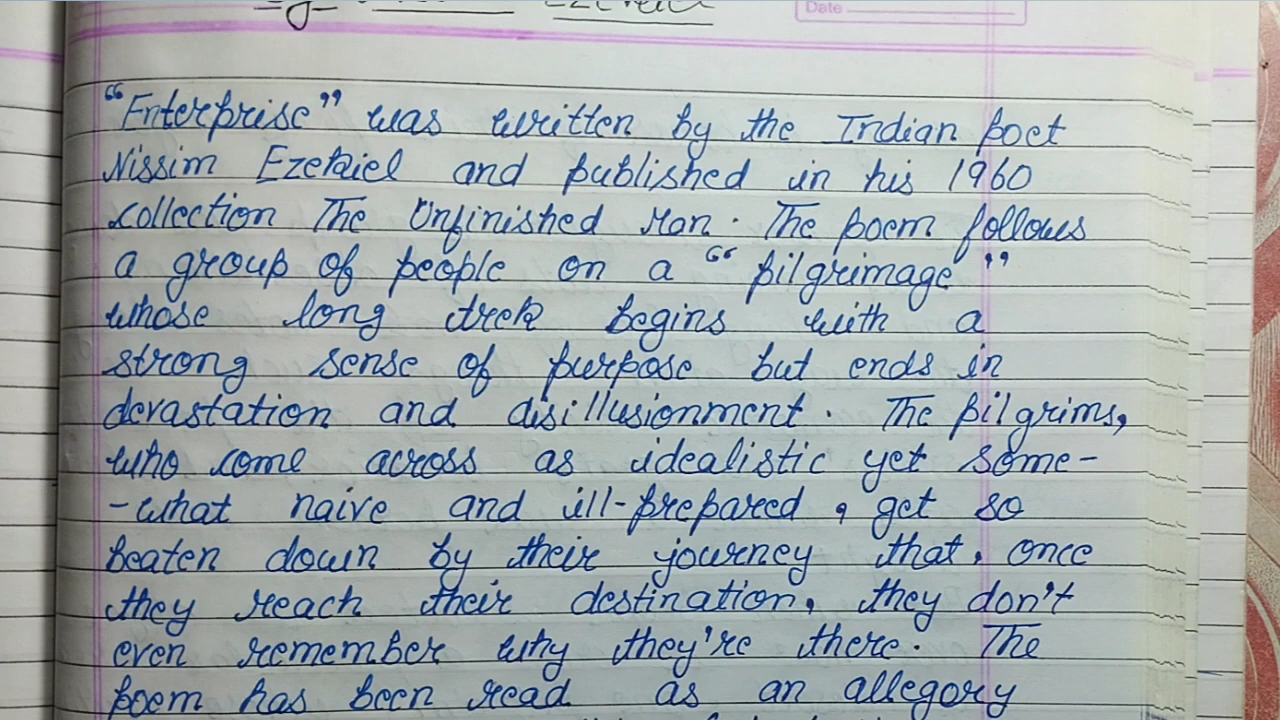 Date
"Enterprise" was written by the Indian poet
Nissim Ezekiel and published in his 1960
collection The Unfinished Man. The poem follows
a group of people on a "pilgrimage"
whose long trek begins with a
strong sense of purpose but ends in
devastation and disillusionment. The pilgrims,
who come across as idealistic yet some-
-what naive and ill-prepared, get so
beaten down by their journey that, once
they reach their destination, they don't
even remember why they're there. The
poem has been read as an allegory